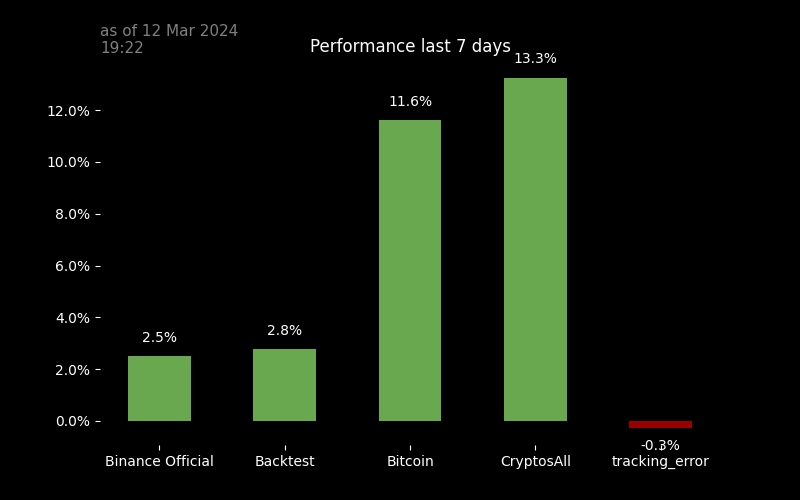 as of 12 Mar 2024
19:22
Performance last 7 days
13.3%
12.0%
11.6%
10.0%
8.0%
6.0%
4.0%
2.5%
2.8%
2.0%
0.0%
-0.3%
Binance Official
Backtest
Bitcoin
CryptosAll
tracking_error